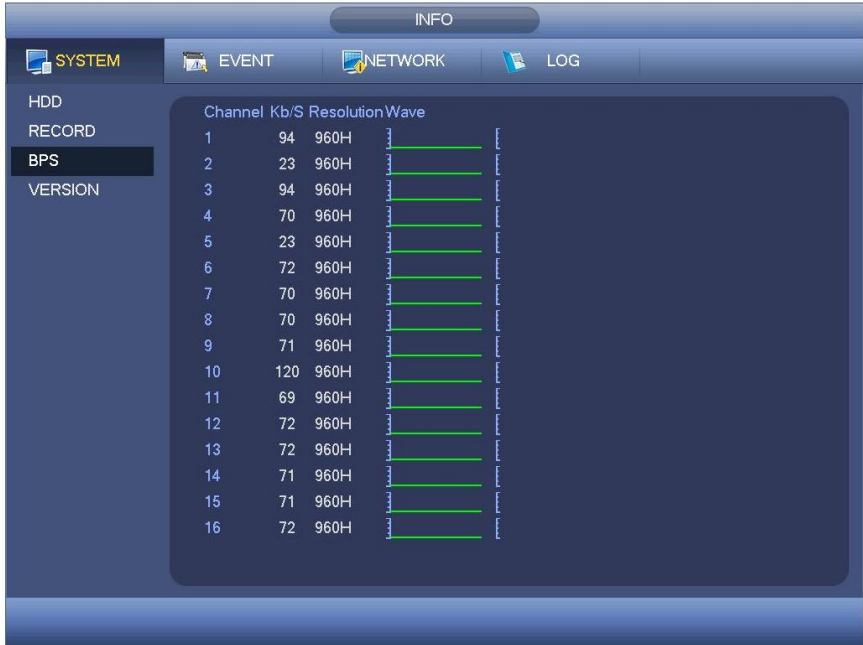 INFO
SYSTEM EVENT NETWORK LOG
HDD
RECORD
BPS
VERSION
Channel Kb/S Resolution Wave
1 94 960H
2 23 960H
3 94 960H
4 70 960H
5 23 960H
6 72 960H
7 70 960H
8 70 960H
9 71 960H
10 120 960H
11 69 960H
12 72 960H
13 72 960H
14 71 960H
15 71 960H
16 72 960H